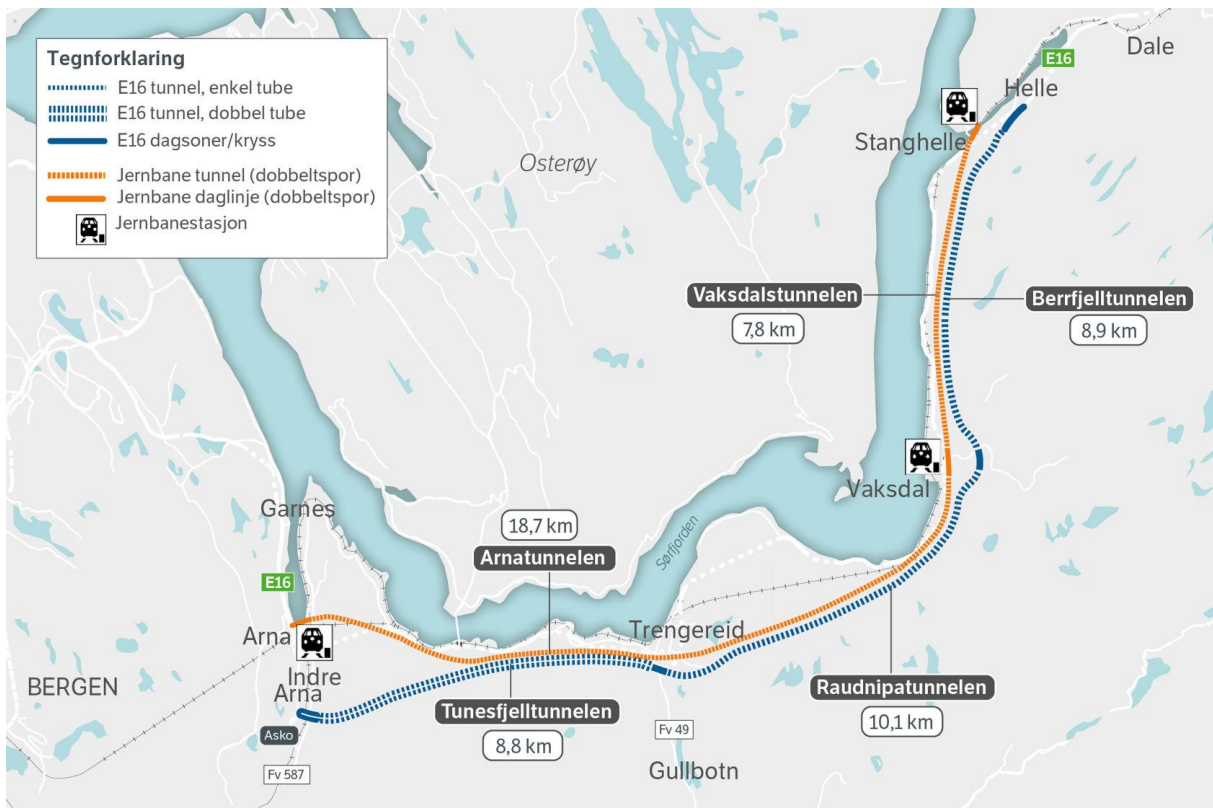 Tegnforklaring
E16 tunnel, enkel tube
E16 tunnel, dobbel tube
E16 dagsoner/kryss
Jernbane tunnel (dobbeltspor)
Jernbane daglinje (dobbeltspor)
Jernbanestasjon
Dale
E16
Helle
Stanghelle
Osterøy
Vaksdalstunnelen
7,8 km
Berrfjelltunnelen
8,9 km
Vaksdal
Garnes
18,7 km
Arnatunnelen
Sørfjorden
E16
Arna
Trengereid
Indre
Arna
BERGEN
Raudnipatunnelen
10,1 km
Tunesfjelltunnelen
8,8 km
Asko
Fv 49
Fv 587
Gullbotn